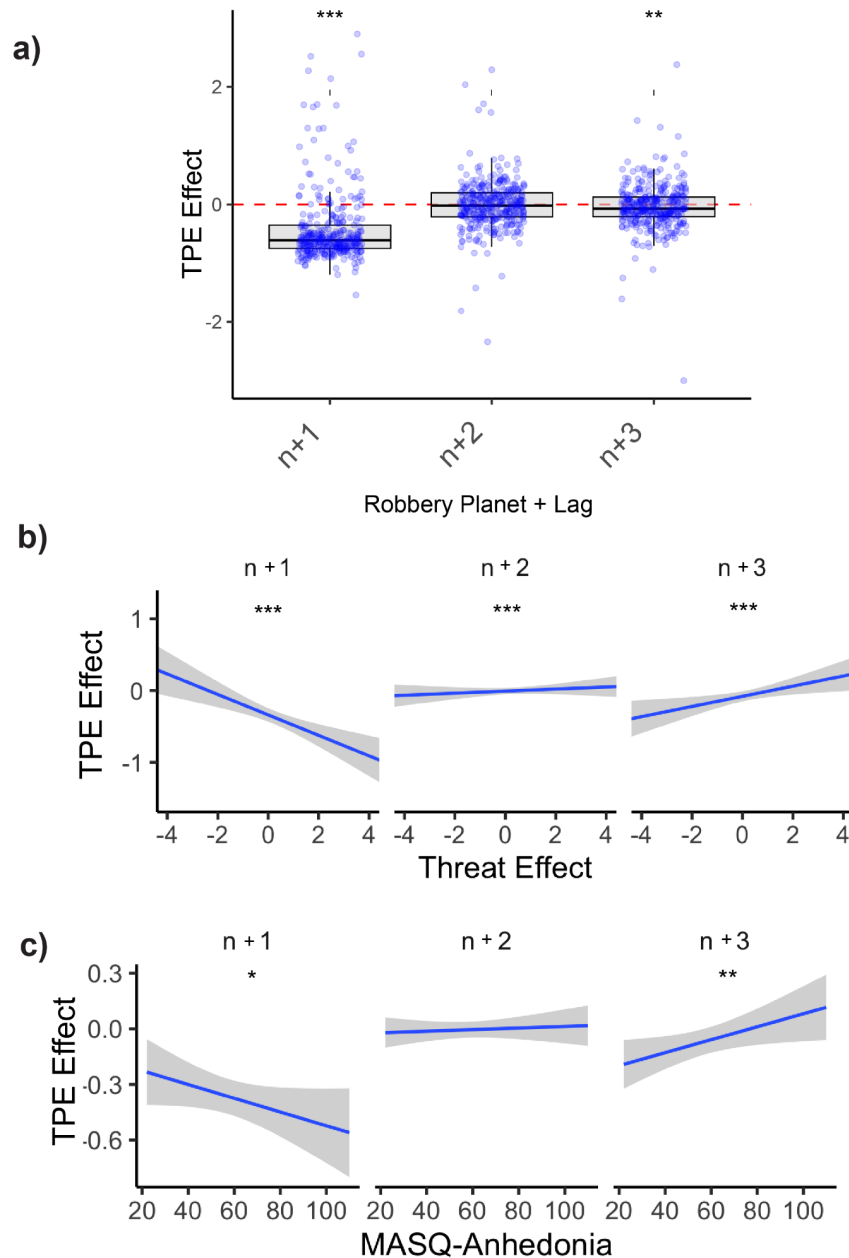 a)
*** **
TPE Effect
2
0
-2
n+1 n+2 n+3
Robbery Planet + Lag
b)
n + 1 n + 2 n + 3
*** *** ***
TPE Effect
1
0
-1
-4 -2 0 2 4 -4 -2 0 2 4 -4 -2 0 2 4
Threat Effect
c)
n + 1 n + 2 n + 3
* **
TPE Effect
0.3
0.0
-0.3
-0.6
20 40 60 80 100 20 40 60 80 100 20 40 60 80 100
MASQ-Anhedonia